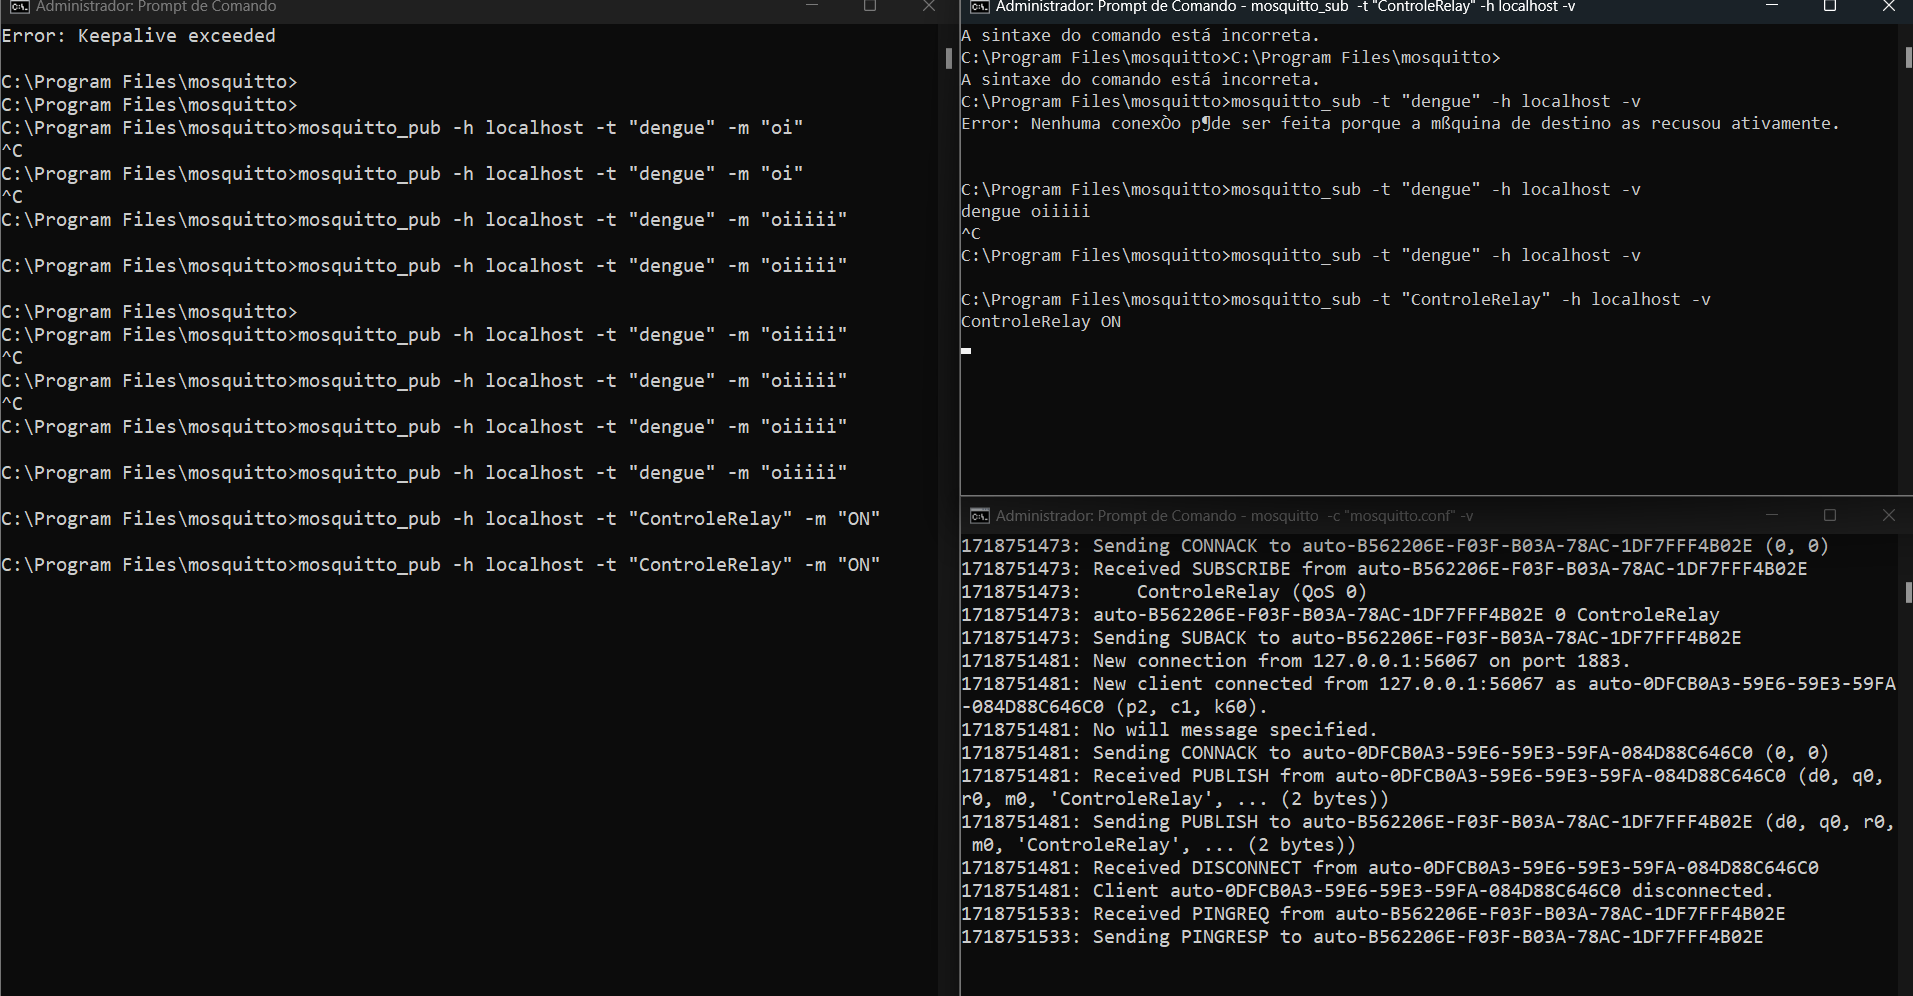 Administrador: Prompt de Comando
Error: Keepalive exceeded
C:\Program Files\mosquitto>
C:\Program Files\mosquitto>
C:\Program Files\mosquitto>mosquitto_pub -h localhost -t "dengue" -m "oi"
^C
C:\Program Files\mosquitto>mosquitto_pub -h localhost -t "dengue" -m "oi"
^C
C:\Program Files\mosquitto>mosquitto_pub -h localhost -t "dengue" -m "oiiiii"
C:\Program Files\mosquitto>mosquitto_pub -h localhost -t "dengue" -m "oiiiii"
C:\Program Files\mosquitto>
C:\Program Files\mosquitto>mosquitto_pub -h localhost -t "dengue" -m "oiiiii"
^C
C:\Program Files\mosquitto>mosquitto_pub -h localhost -t "dengue" -m "oiiiii"
^C
C:\Program Files\mosquitto>mosquitto_pub -h localhost -t "dengue" -m "oiiiii"
C:\Program Files\mosquitto>mosquitto_pub -h localhost -t "dengue" -m "oiiiii"
C:\Program Files\mosquitto>mosquitto_pub -h localhost -t "ControleRelay" -m "ON"
C:\Program Files\mosquitto>mosquitto_pub -h localhost -t "ControleRelay" -m "ON"
Administrador: Prompt de Comando - mosquitto_sub -t "ControleRelay" -h localhost -v
A sintaxe do comando está incorreta.
C:\Program Files\mosquitto>C:\Program Files\mosquitto>
A sintaxe do comando está incorreta.
C:\Program Files\mosquitto>mosquitto_sub -t "dengue" -h localhost -v
Error: Nenhuma conexÒo p¶de ser feita porque a mßquina de destino as recusou ativamente.
C:\Program Files\mosquitto>mosquitto_sub -t "dengue" -h localhost -v
dengue oiiiii
^C
C:\Program Files\mosquitto>mosquitto_sub -t "dengue" -h localhost -v
C:\Program Files\mosquitto>mosquitto_sub -t "ControleRelay" -h localhost -v
ControleRelay ON
Administrador: Prompt de Comando - mosquitto -c "mosquitto.conf" -v
1718751473: Sending CONNACK to auto-B562206E-F03F-B03A-78AC-1DF7FFF4B02E (0, 0)
1718751473: Received SUBSCRIBE from auto-B562206E-F03F-B03A-78AC-1DF7FFF4B02E
1718751473:     ControleRelay (QoS 0)
1718751473: auto-B562206E-F03F-B03A-78AC-1DF7FFF4B02E 0 ControleRelay
1718751473: Sending SUBACK to auto-B562206E-F03F-B03A-78AC-1DF7FFF4B02E
1718751481: New connection from 127.0.0.1:56067 on port 1883.
1718751481: New client connected from 127.0.0.1:56067 as auto-0DFCB0A3-59E6-59E3-59FA
-084D88C646C0 (p2, c1, k60).
1718751481: No will message specified.
1718751481: Sending CONNACK to auto-0DFCB0A3-59E6-59E3-59FA-084D88C646C0 (0, 0)
1718751481: Received PUBLISH from auto-0DFCB0A3-59E6-59E3-59FA-084D88C646C0 (d0, q0,
r0, m0, 'ControleRelay', ... (2 bytes))
1718751481: Sending PUBLISH to auto-B562206E-F03F-B03A-78AC-1DF7FFF4B02E (d0, q0, r0,
m0, 'ControleRelay', ... (2 bytes))
1718751481: Received DISCONNECT from auto-0DFCB0A3-59E6-59E3-59FA-084D88C646C0
1718751481: Client auto-0DFCB0A3-59E6-59E3-59FA-084D88C646C0 disconnected.
1718751533: Received PINGREQ from auto-B562206E-F03F-B03A-78AC-1DF7FFF4B02E
1718751533: Sending PINGRESP to auto-B562206E-F03F-B03A-78AC-1DF7FFF4B02E